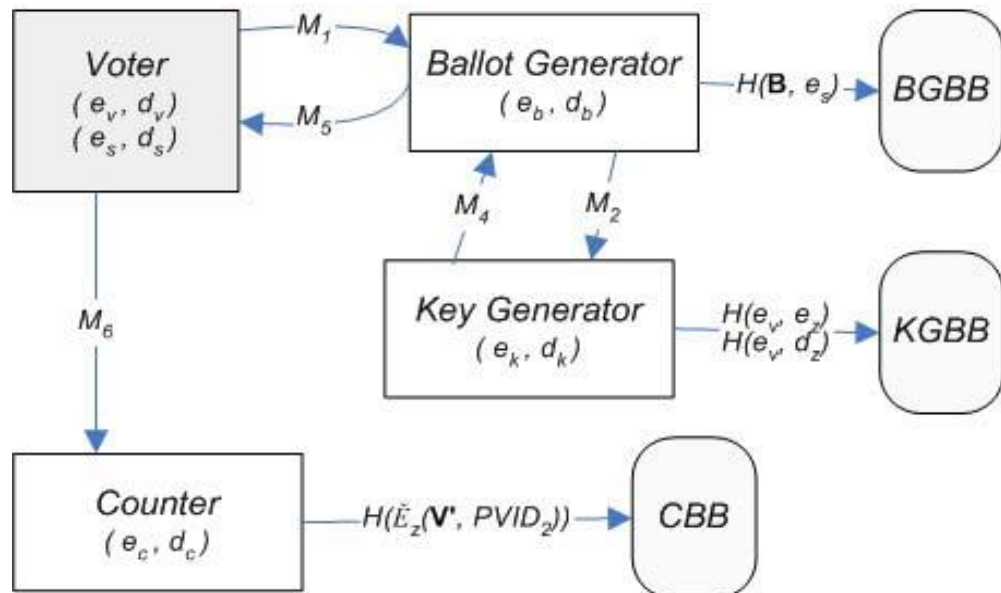 Voter
( e_v, d_v )
( e_s, d_s )
M_1
M_5
Ballot Generator
( e_b, d_b )
H(B, e_s)
BGBB
M_4
M_2
Key Generator
( e_k, d_k )
H(e_v, e_z)
H(e_v, d_z)
KGBB
M_6
Counter
( e_c, d_c )
H(Ě_z(V', PVID_2))
CBB